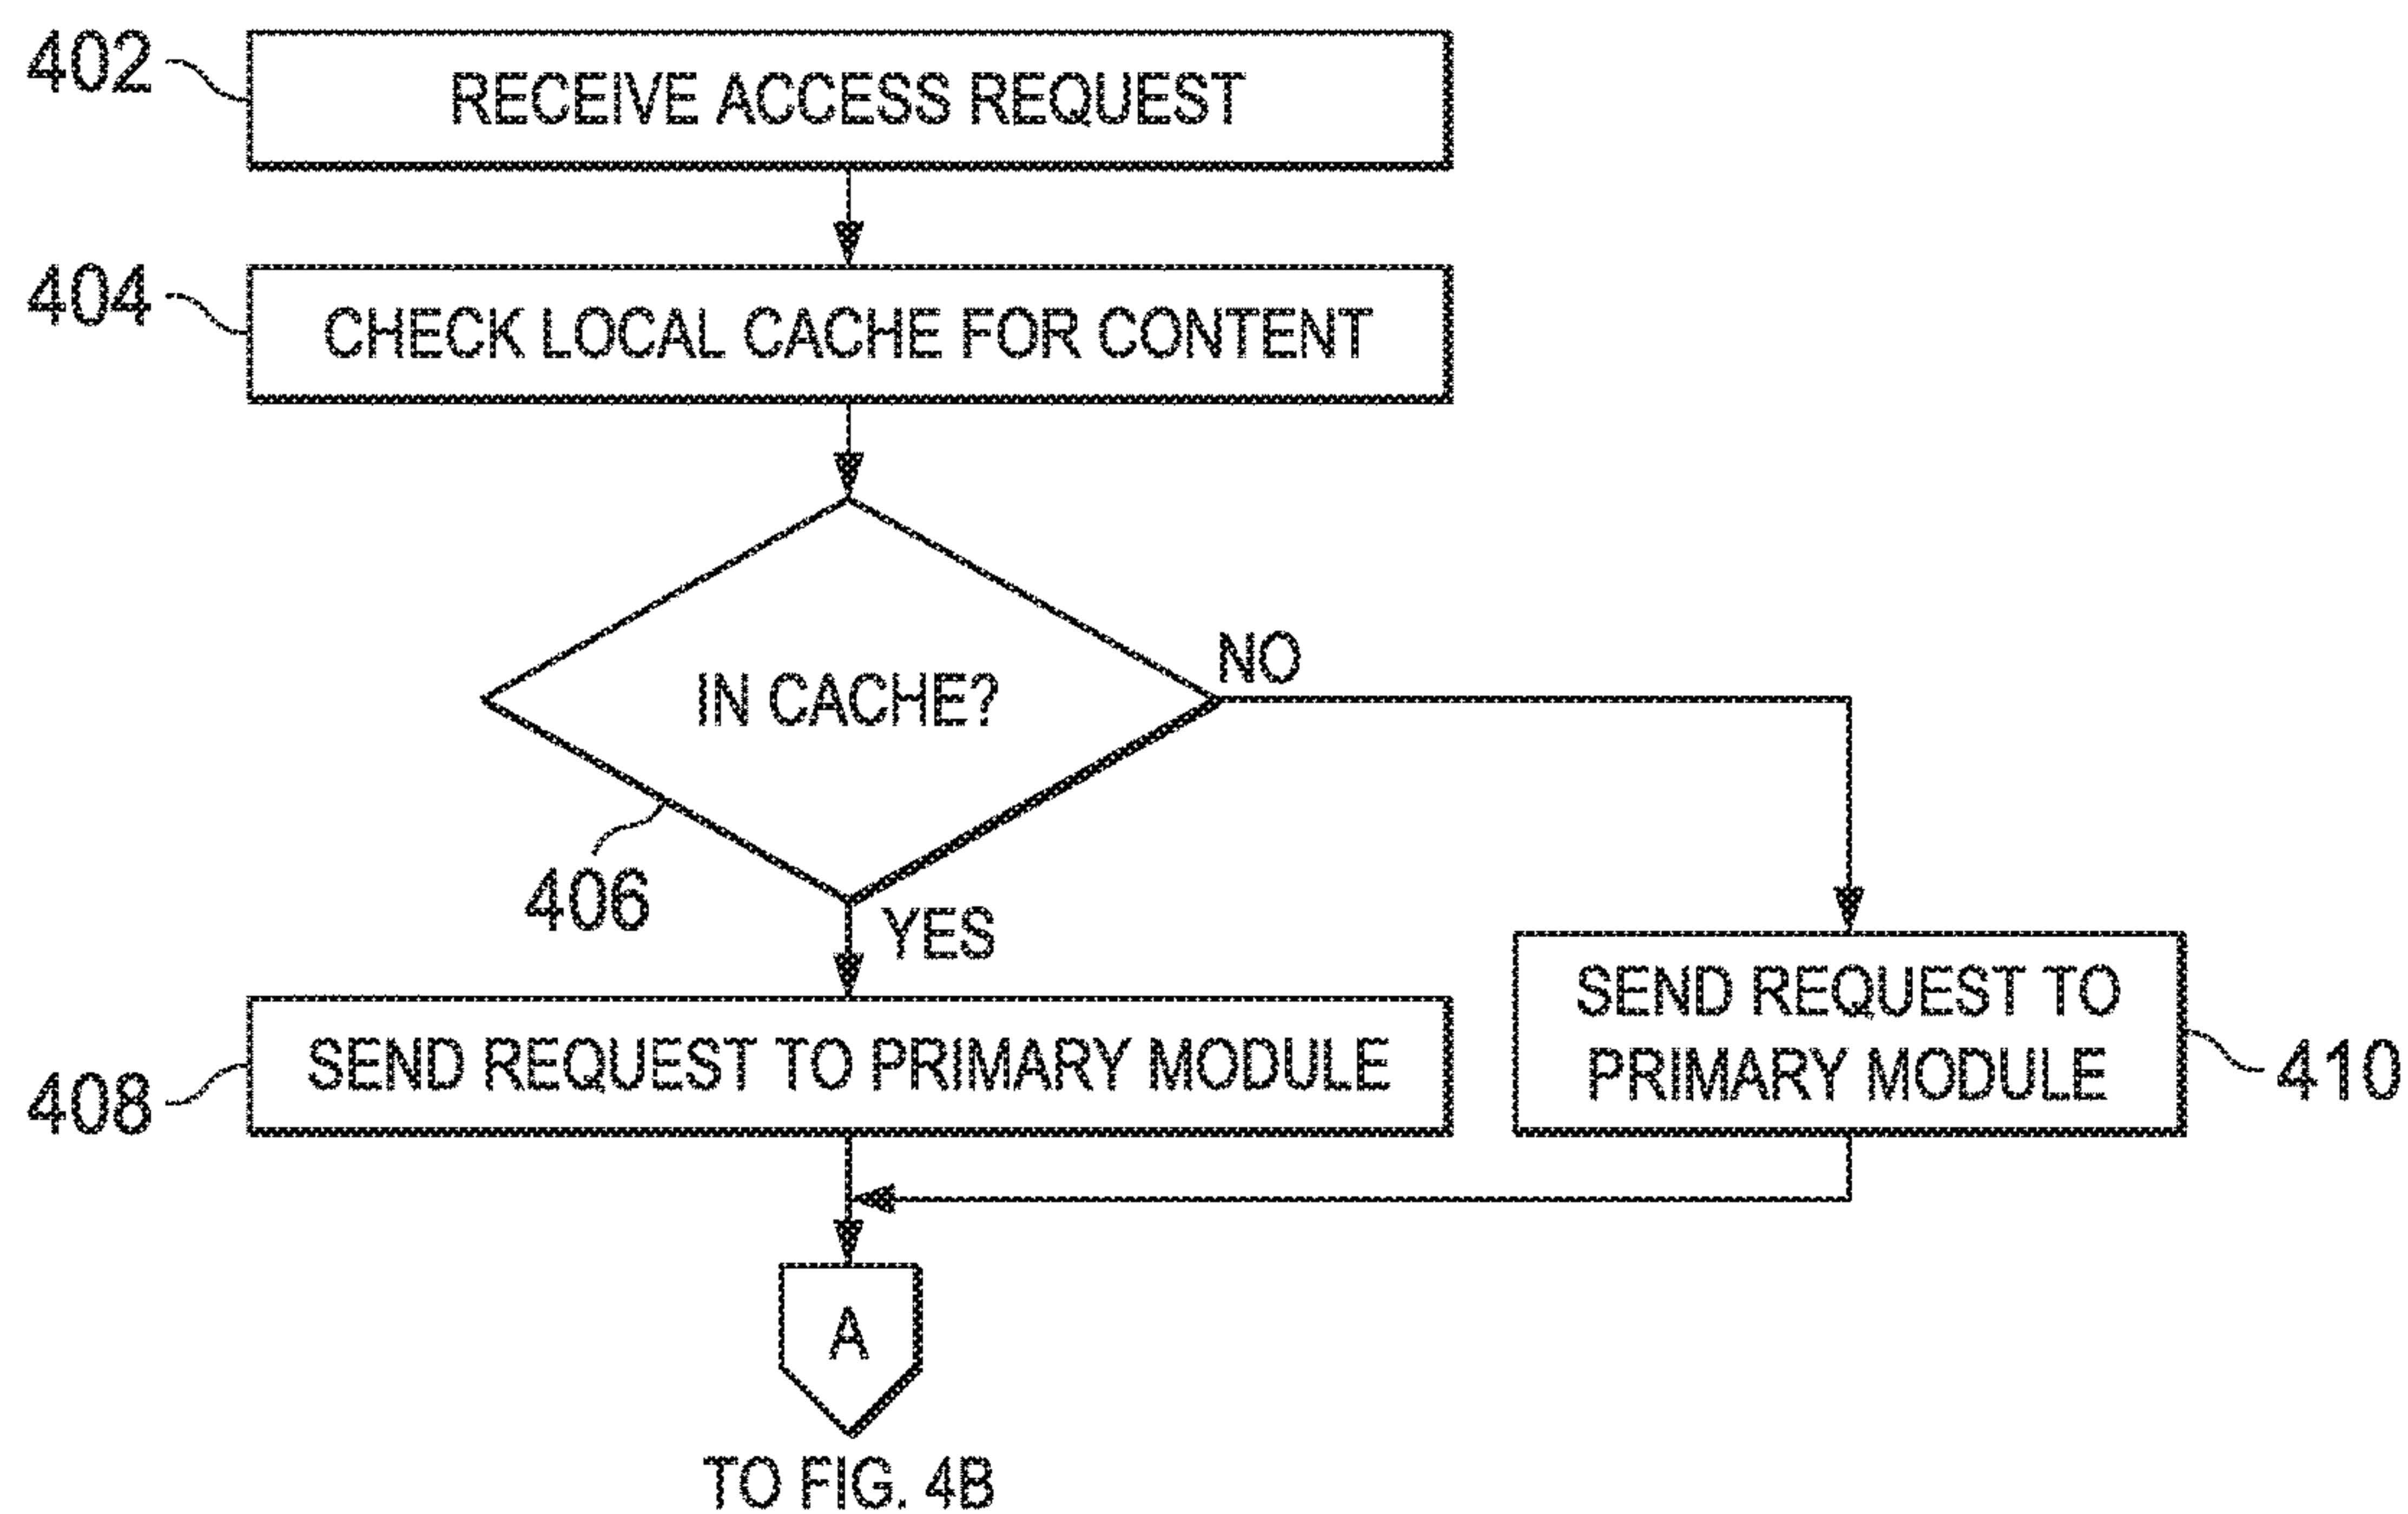 402
RECEIVE ACCESS REQUEST
404
CHECK LOCAL CACHE FOR CONTENT
IN CACHE?
NO
406
YES
408
SEND REQUEST TO PRIMARY MODULE
SEND REQUEST TO
PRIMARY MODULE
410
A
TO FIG. 4B